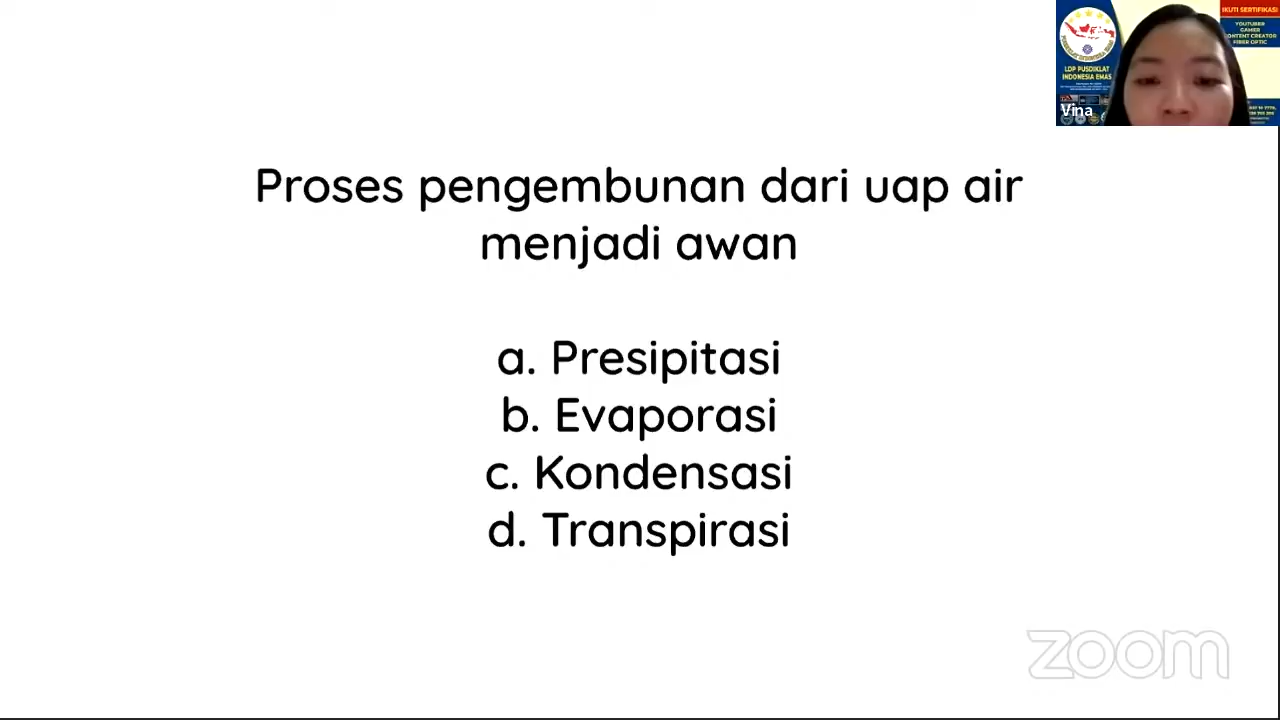 IKUTI SERTIFIKASI
YOUTUBER
GAMER
CONTENT CREATOR
FIBER OPTIC
LDP PUSDIKLAT
INDONESIA EMAS
Vina
Proses pengembunan dari uap air
menjadi awan
a. Presipitasi
b. Evaporasi
c. Kondensasi
d. Transpirasi
zoom